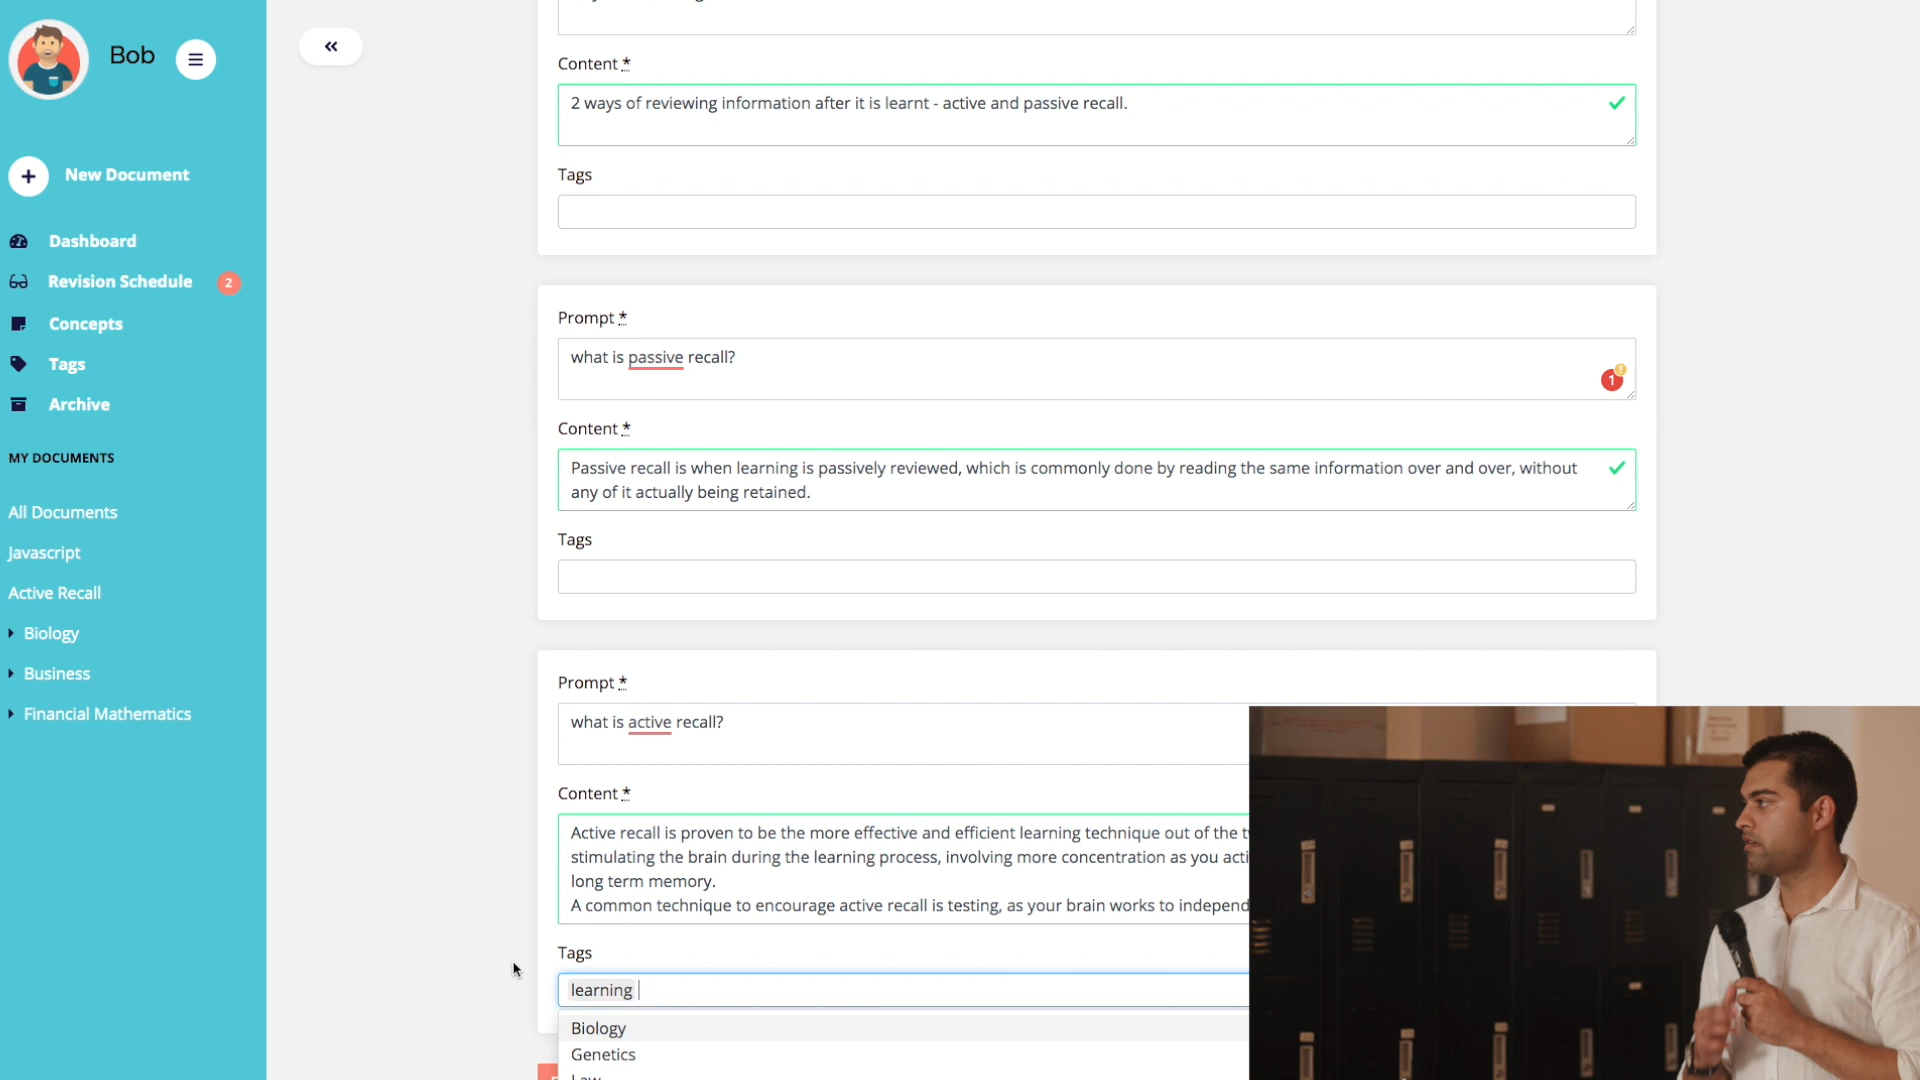 Bob
New Document
Dashboard
Revision Schedule 2
Concepts
Tags
Archive
MY DOCUMENTS
All Documents
Javascript
Active Recall
Biology
Business
Financial Mathematics
Content *
2 ways of reviewing information after it is learnt - active and passive recall.
Tags
Prompt *
what is passive recall?
1
Content *
Passive recall is when learning is passively reviewed, which is commonly done by reading the same information over and over, without
any of it actually being retained.
Tags
Prompt *
what is active recall?
Content *
Active recall is proven to be the more effective and efficient learning technique out of the
stimulating the brain during the learning process, involving more concentration as you
long term memory.
A common technique to encourage active recall is testing, as your brain works to
Tags
learning
Biology
Genetics